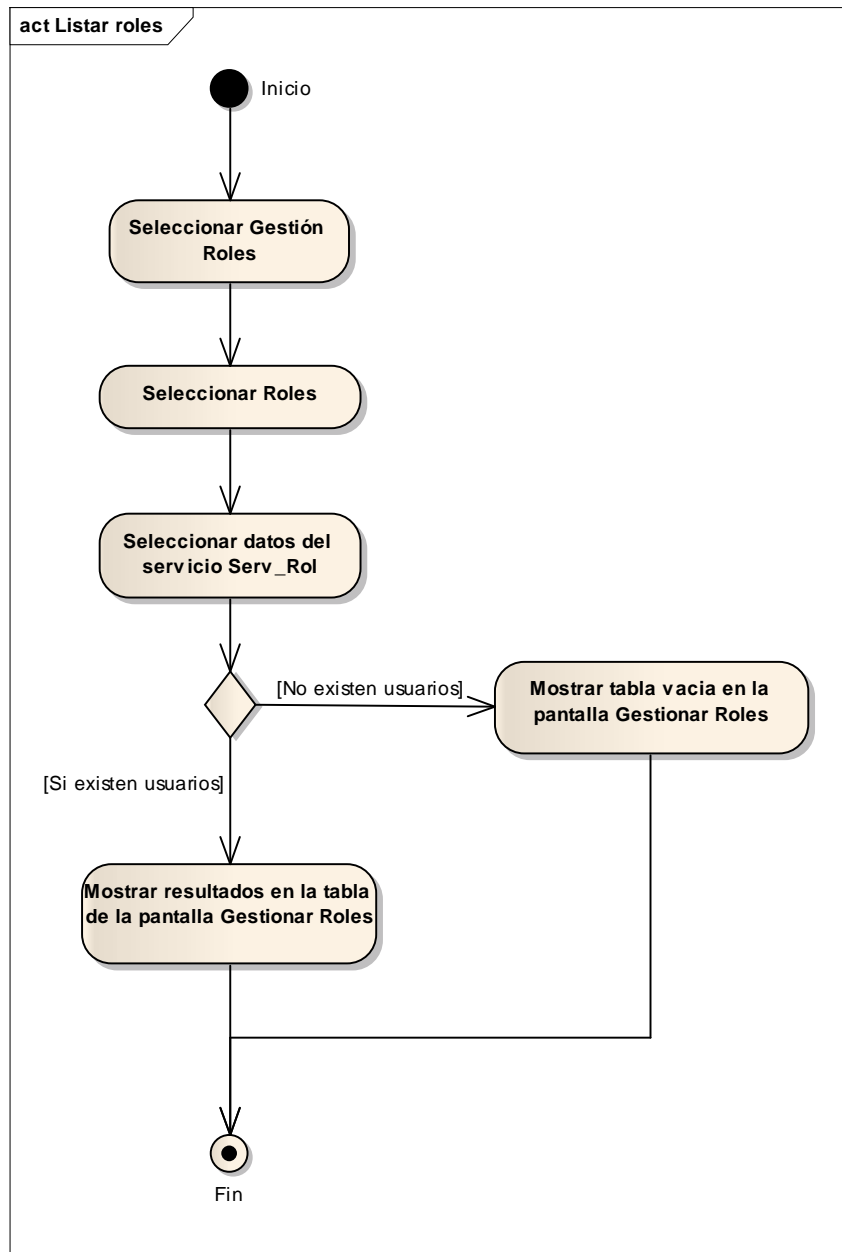 act Listar roles
Inicio
Seleccionar Gestión
Roles
Seleccionar Roles
Seleccionar datos del
servicio Serv_Rol
[No existen usuarios]
Mostrar tabla vacia en la
pantalla Gestionar Roles
[Si existen usuarios]
Mostrar resultados en la tabla
de la pantalla Gestionar Roles
Fin